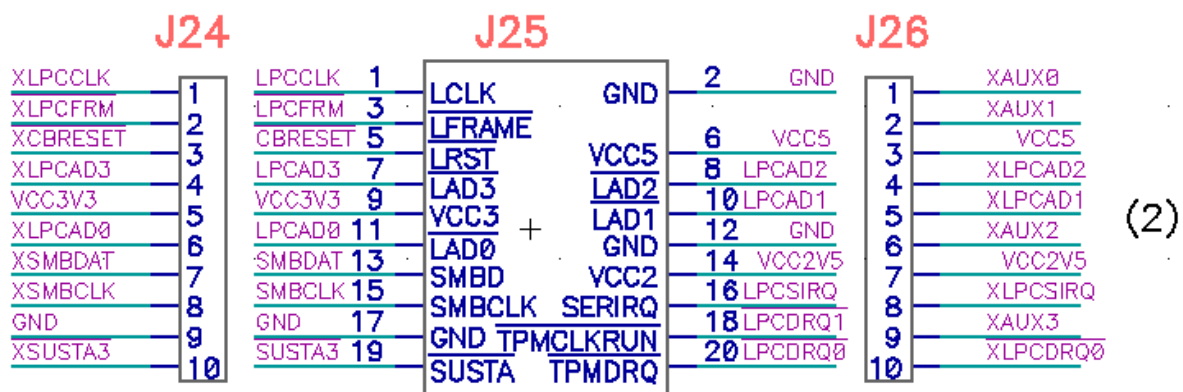 J24 J25 J26
XLPCCLK 1 LPCCLK 1 LCLK GND 2 GND 1 XAUX0
XLPCFRM 2 LPCFRM 3 LFRAME 2 XAUX1
XCBRESET 3 CBRESET 5 LRST VCC5 6 VCC5 3 VCC5
XLPCAD3 4 LPCAD3 7 LAD3 LAD2 8 LPCAD2 4 XLPCAD2
VCC3V3 5 VCC3V3 9 VCC3 LAD1 10 LPCAD1 5 XLPCAD1
XLPCAD0 6 LPCAD0 11 LAD0 GND 12 GND 6 XAUX2
XSMBDAT 7 SMBDAT 13 SMBD VCC2 14 VCC2V5 7 VCC2V5
XSMBCLK 8 SMBCLK 15 SMBCLK SERIRQ 16 LPCSIRQ 8 XLPCSIRQ
GND 9 GND 17 GND TPMCLKRUN 18 LPCDRQ1 9 XAUX3
XSUSTA3 10 SUSTA3 19 SUSTA TPMDRQ 20 LPCDRQ0 10 XLPCDRQ0
(2)